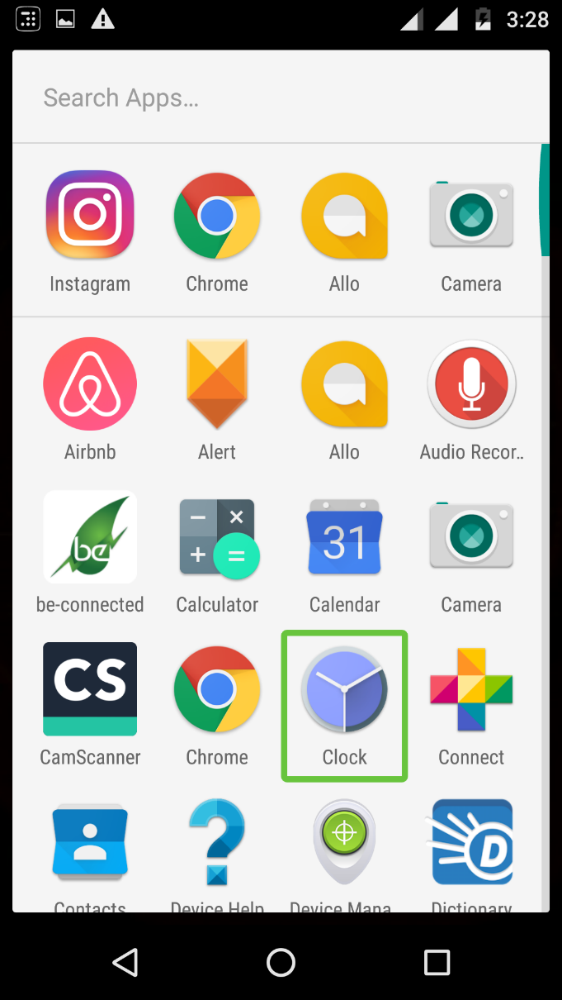 3:28
Search Apps...
Instagram Chrome Allo Camera
Airbnb Alert Allo Audio Recor..
be
31
be-connected Calculator Calendar Camera
CS
CamScanner Chrome Clock Connect
D
Contacts Device Help Device Mana Dictionary